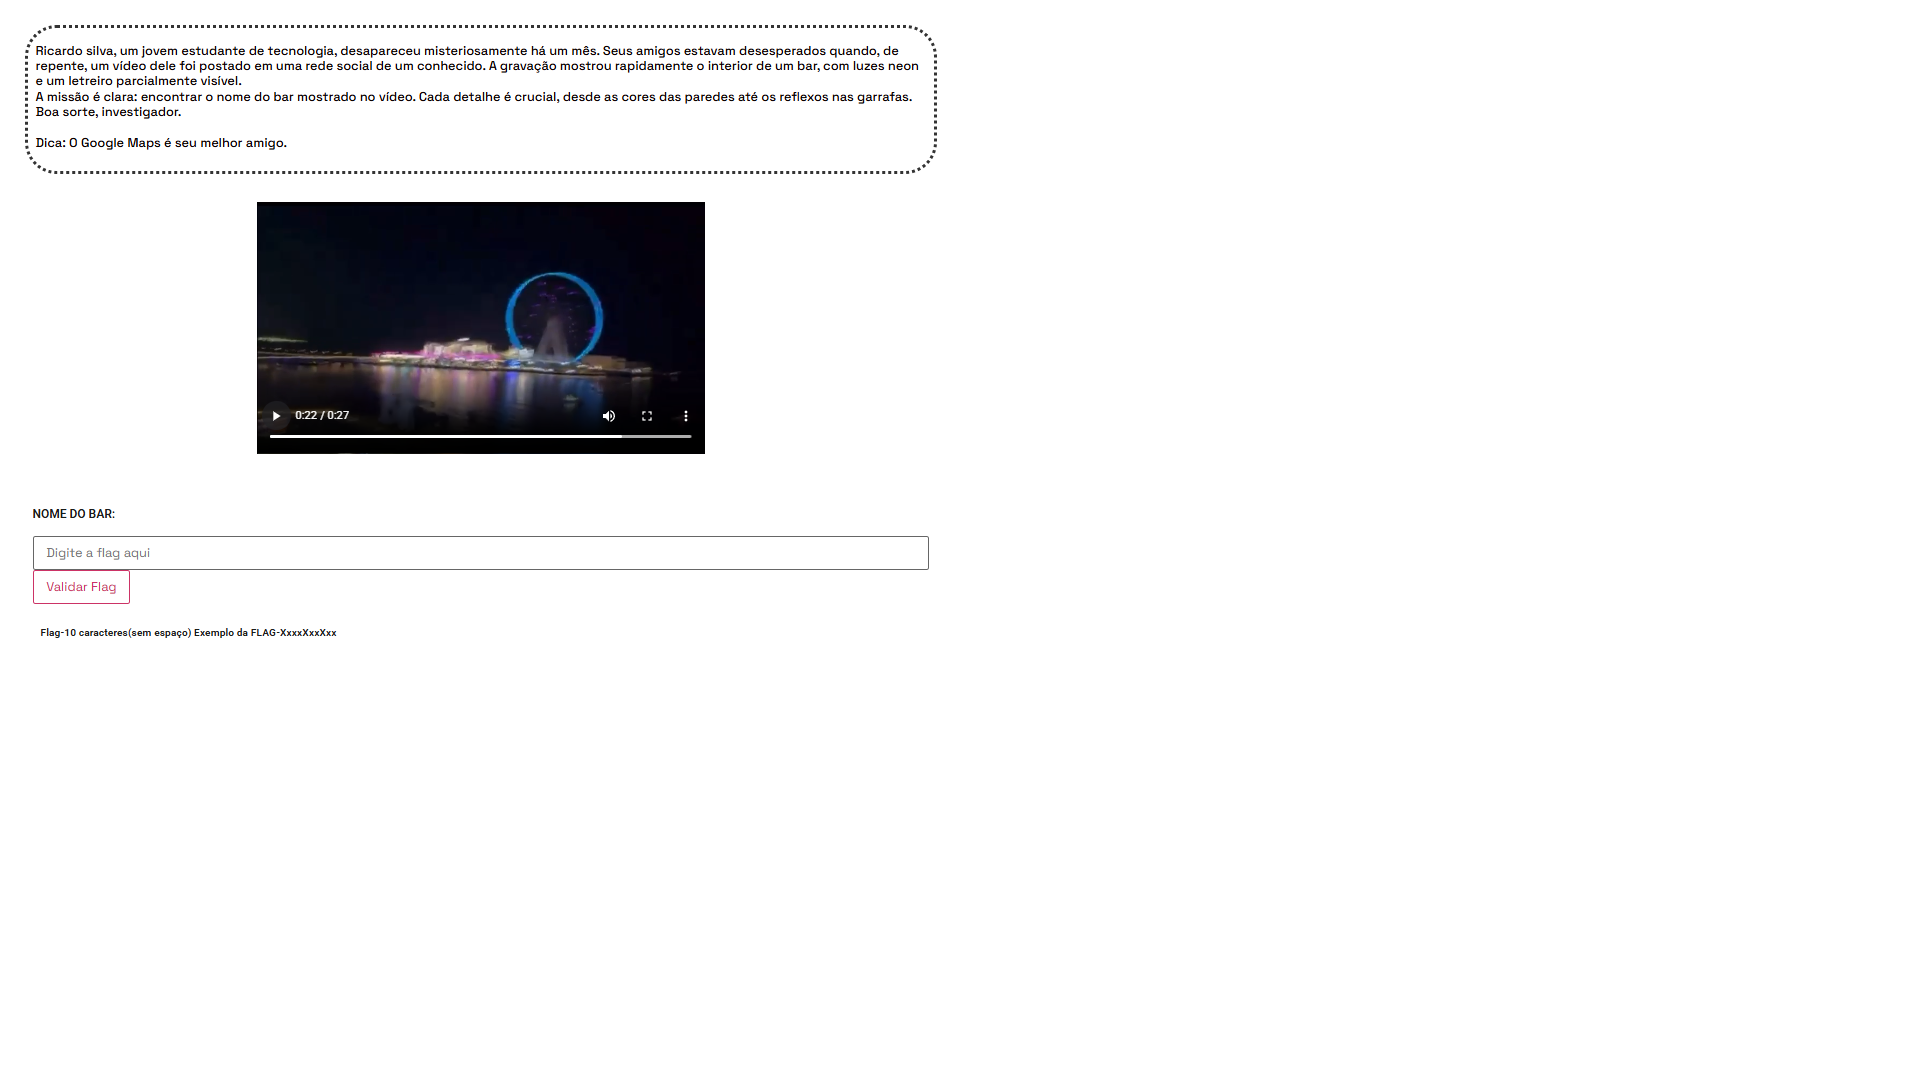 Ricardo silva, um jovem estudante de tecnologia, desapareceu misteriosamente há um mês. Seus amigos estavam desesperados quando, de
repente, um vídeo dele foi postado em uma rede social de um conhecido. A gravação mostrou rapidamente o interior de um bar, com luzes neon
e um letreiro parcialmente visível.
A missão é clara: encontrar o nome do bar mostrado no vídeo. Cada detalhe é crucial, desde as cores das paredes até os reflexos nas garrafas.
Boa sorte, investigador.
Dica: O Google Maps é seu melhor amigo.
0:22 / 0:27
NOME DO BAR:
Digite a flag aqui
Validar Flag
Flag-10 caracteres(sem espaço) Exemplo da FLAG-XxxxXxxXxx